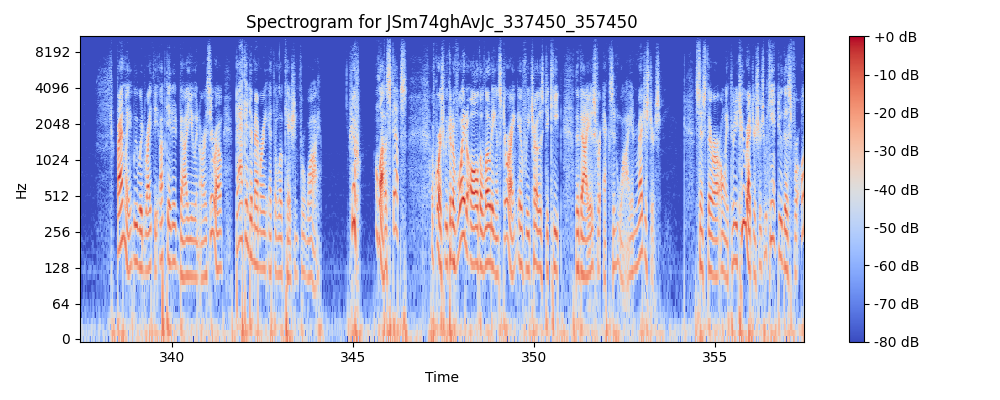 Spectrogram for JSm74ghAvJc_337450_357450
8192
4096
2048
1024
512
256
128
64
0
Hz
340
345
350
355
Time
+0 dB
-10 dB
-20 dB
-30 dB
-40 dB
-50 dB
-60 dB
-70 dB
-80 dB